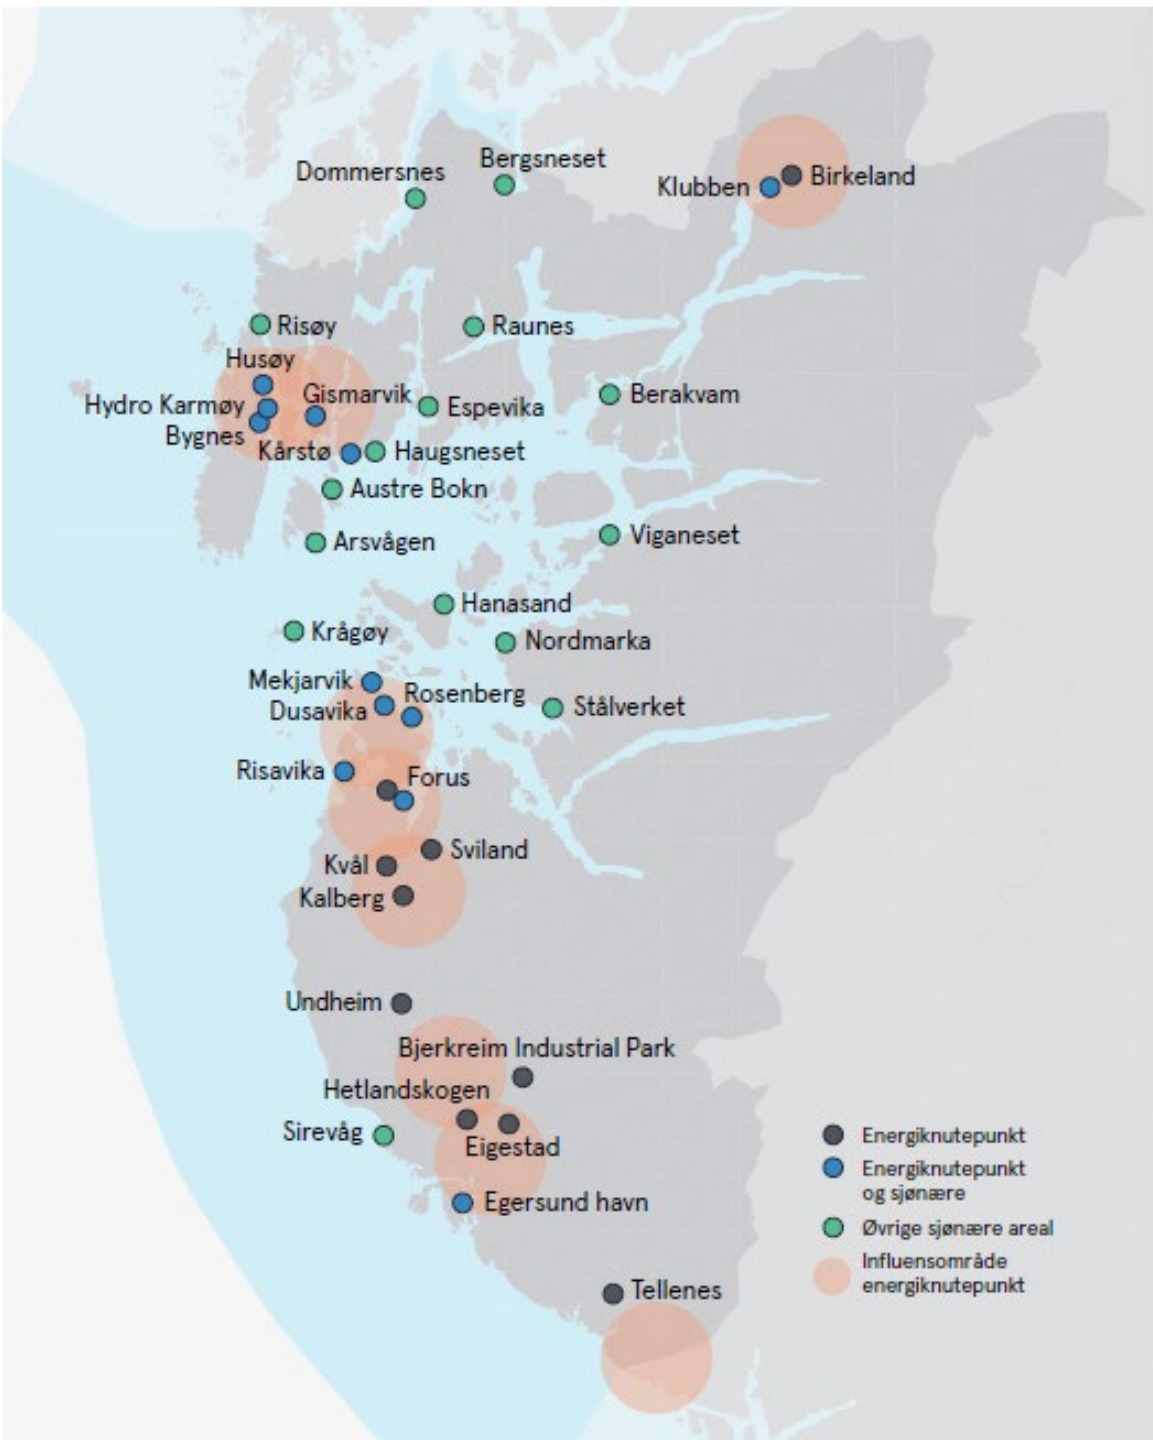 Bergsneset
Dommersnes
Klubben
Birkeland
Risøy
Raunes
Husøy
Gismarvik
Hydro Karmøy
Espevika
Berakvam
Bygnes
Kårstø
Haugsneset
Austre Bokn
Arsvågen
Viganeset
Hanasand
Krågøy
Nordmarka
Mekjarvik
Rosenberg
Dusavika
Stålverket
Risavika
Forus
Sviland
Kvål
Kalberg
Undheim
Bjerkreim Industrial Park
Hetlandskogen
Sirevåg
Eigestad
Egersund havn
Tellenes
Energiknutepunkt
Energiknutepunkt
og sjønære
Øvrige sjønære areal
Influensområde
energiknutepunkt